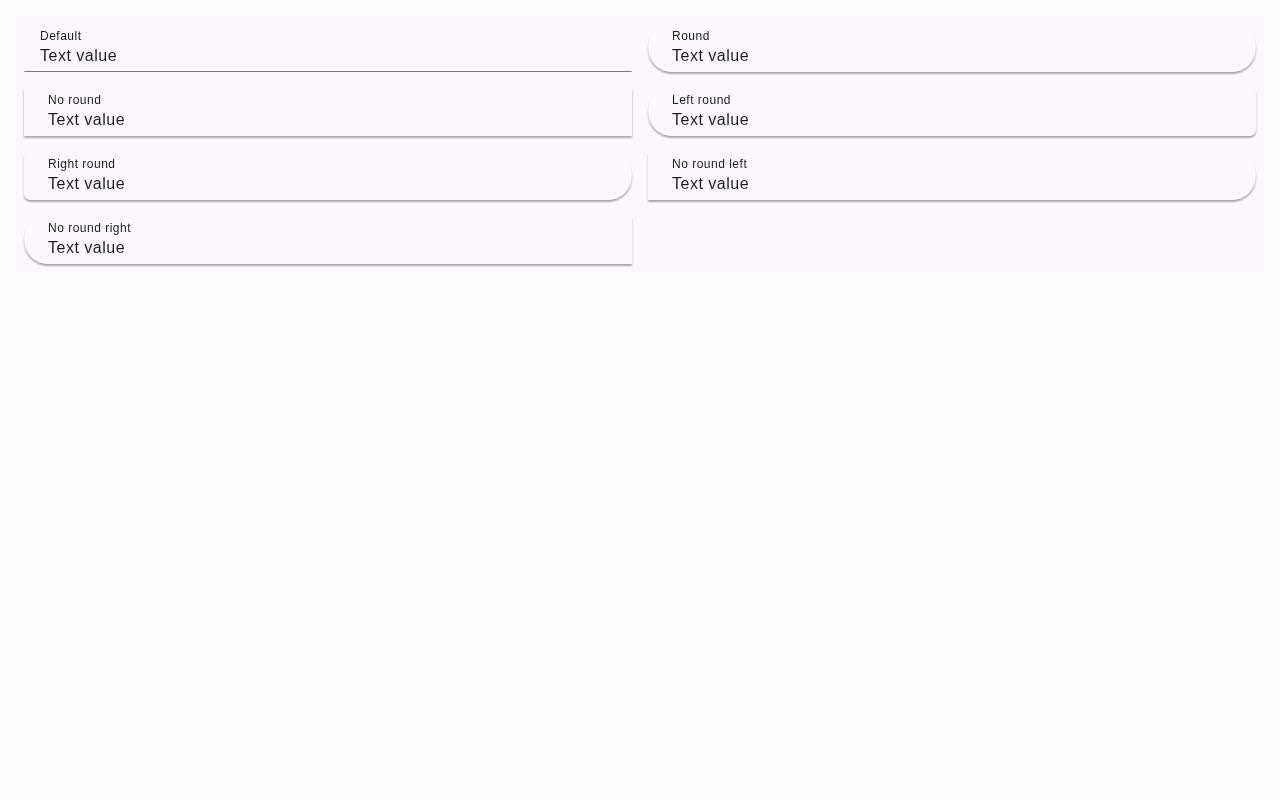 Default
Text value
Round
Text value
No round
Text value
Left round
Text value
Right round
Text value
No round left
Text value
No round right
Text value